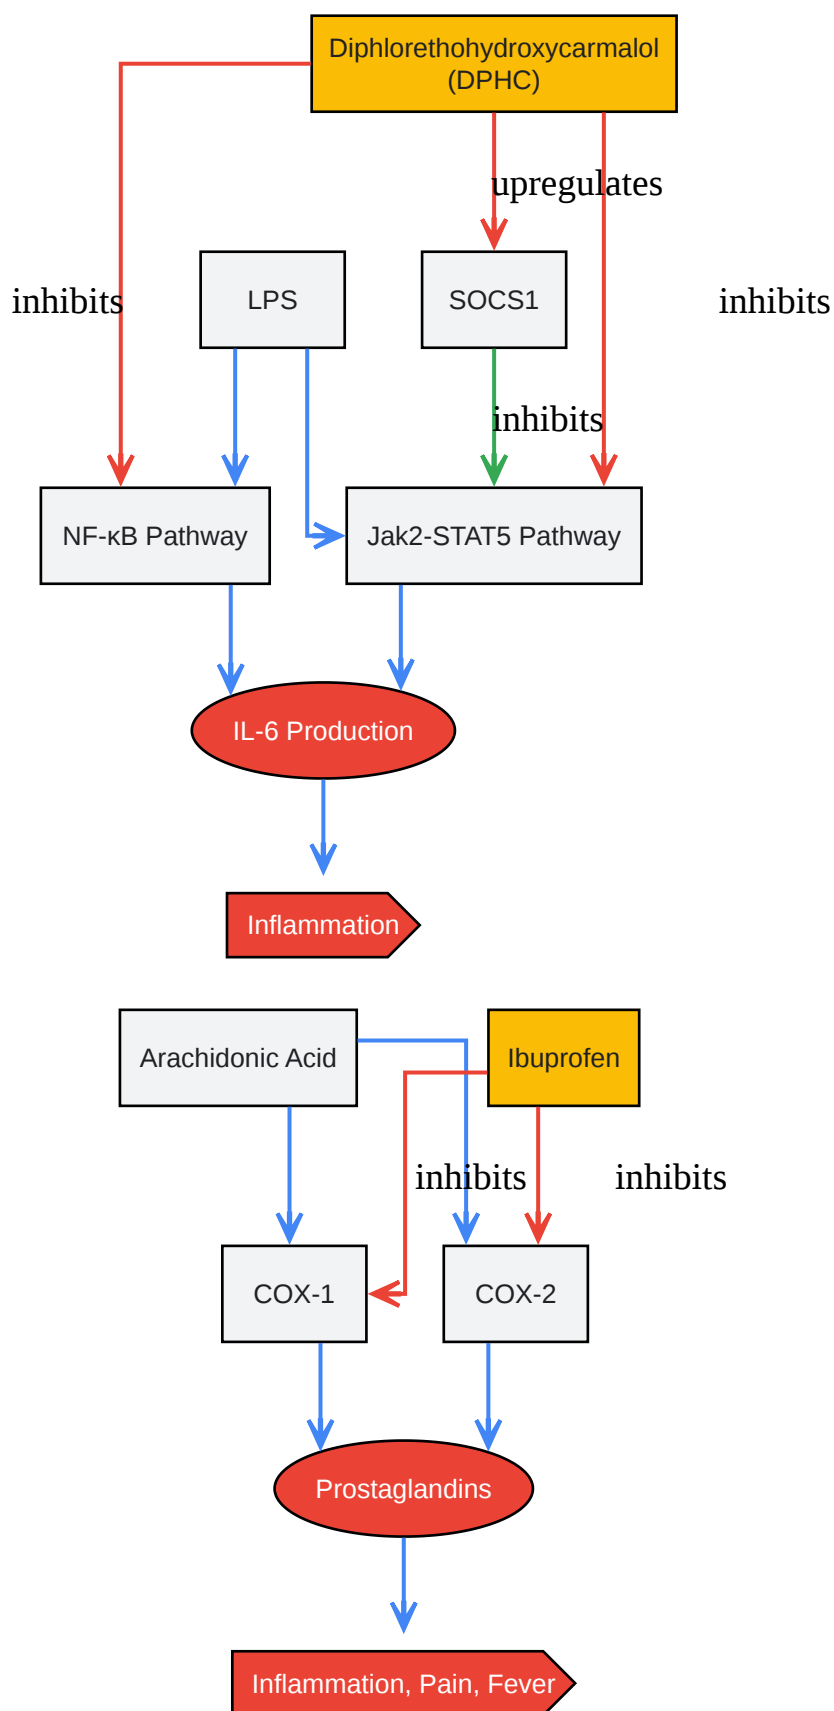 Diphlorethohydroxycarmalol
(DPHC)
upregulates
inhibits
LPS
SOCS1
inhibits
inhibits
NF-κB Pathway
Jak2-STAT5 Pathway
IL-6 Production
Inflammation
Arachidonic Acid
Ibuprofen
inhibits
inhibits
COX-1
COX-2
Prostaglandins
Inflammation, Pain, Fever